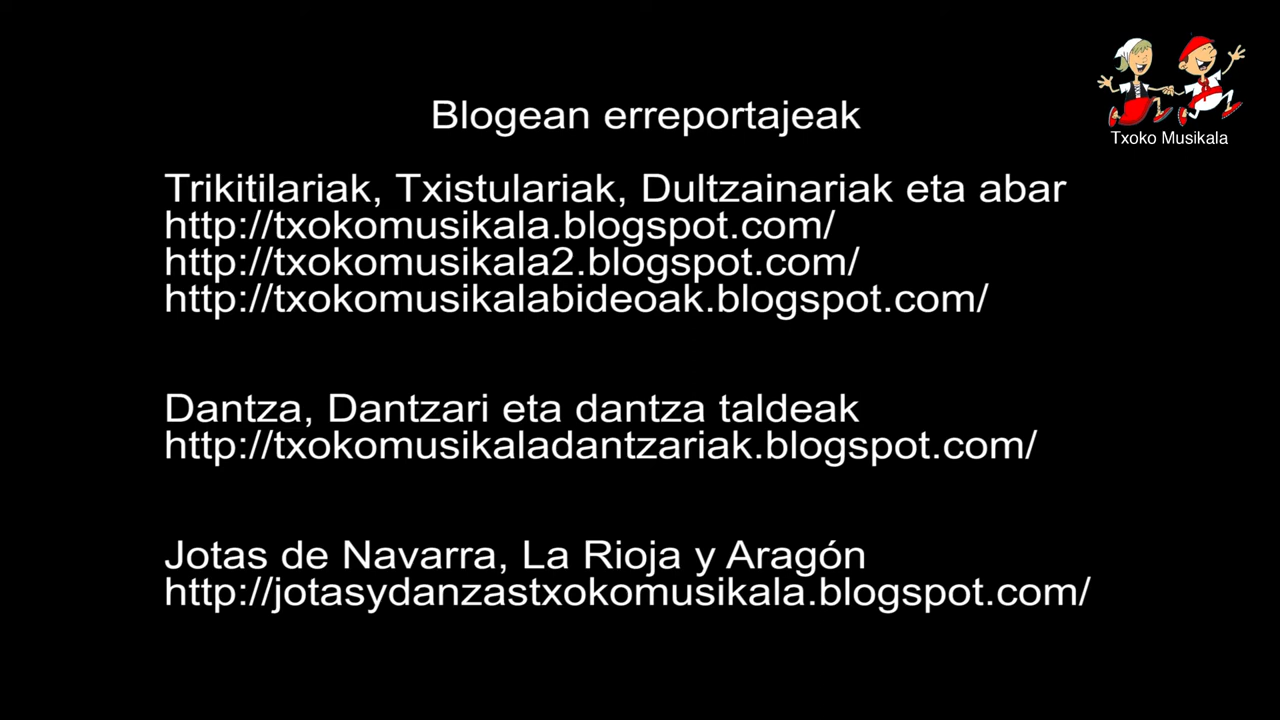 Txoko Musikala
Blogean erreportajeak
Trikitilariak, Txistulariak, Dultzainariak eta abar
http://txokomusikala.blogspot.com/
http://txokomusikala2.blogspot.com/
http://txokomusikalabideoak.blogspot.com/
Dantza, Dantzari eta dantza taldeak
http://txokomusikaladantzariak.blogspot.com/
Jotas de Navarra, La Rioja y Aragón
http://jotasydanzastxokomusikala.blogspot.com/